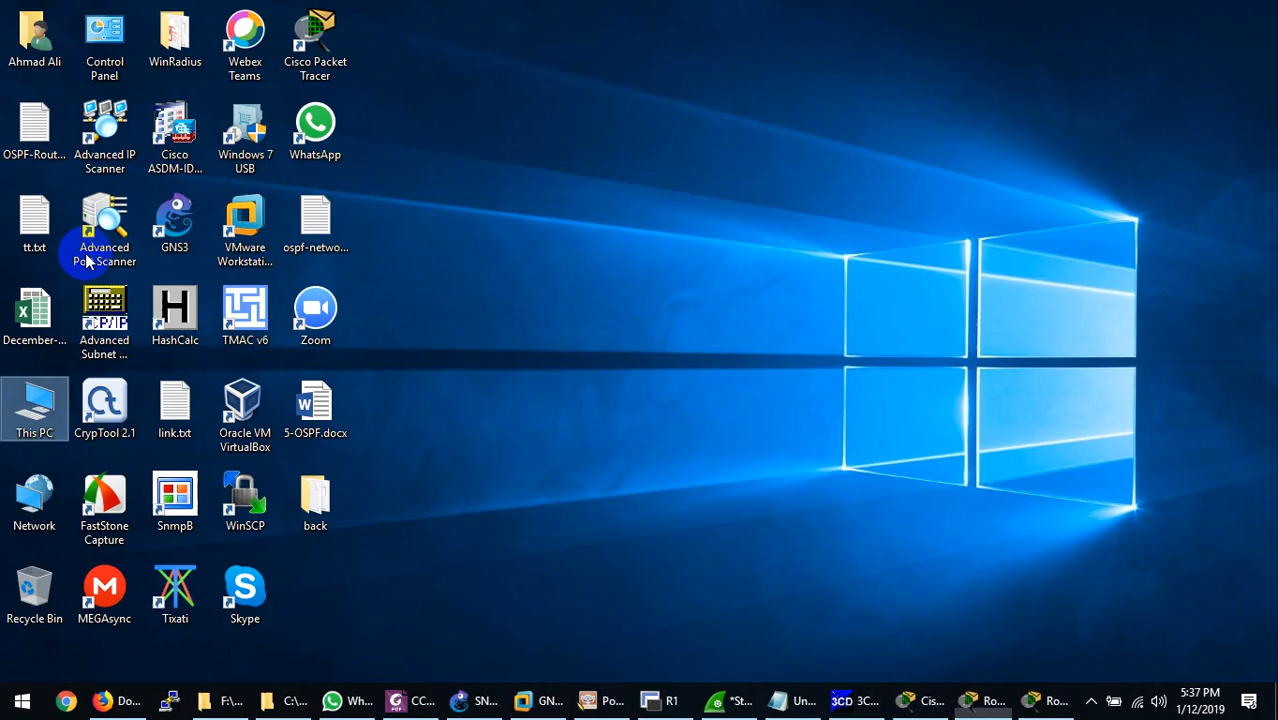 Ahmad Ali
Control
Panel
WinRadius
Webex
Teams
Cisco Packet
Tracer
OSPF-Rout...
Advanced IP
Scanner
Cisco
ASDM-ID...
Windows 7
USB
WhatsApp
tt.txt
Advanced
Port Scanner
GNS3
VMware
Workstati...
ospf-netwo...
TCP/IP
December-...
Advanced
Subnet ...
HashCalc
TMAC v6
Zoom
This PC
CrypTool 2.1
link.txt
Oracle VM
VirtualBox
5-OSPF.docx
Network
FastStone
Capture
SnmpB
WinSCP
back
Recycle Bin
MEGAsync
Tixati
Skype
Do...
F:\...
C:\...
Wh...
CC...
SN...
GN...
Po...
R1
*St...
Un...
3CD
3C...
Cis...
Ro...
Ro...
5:37 PM
1/12/2019